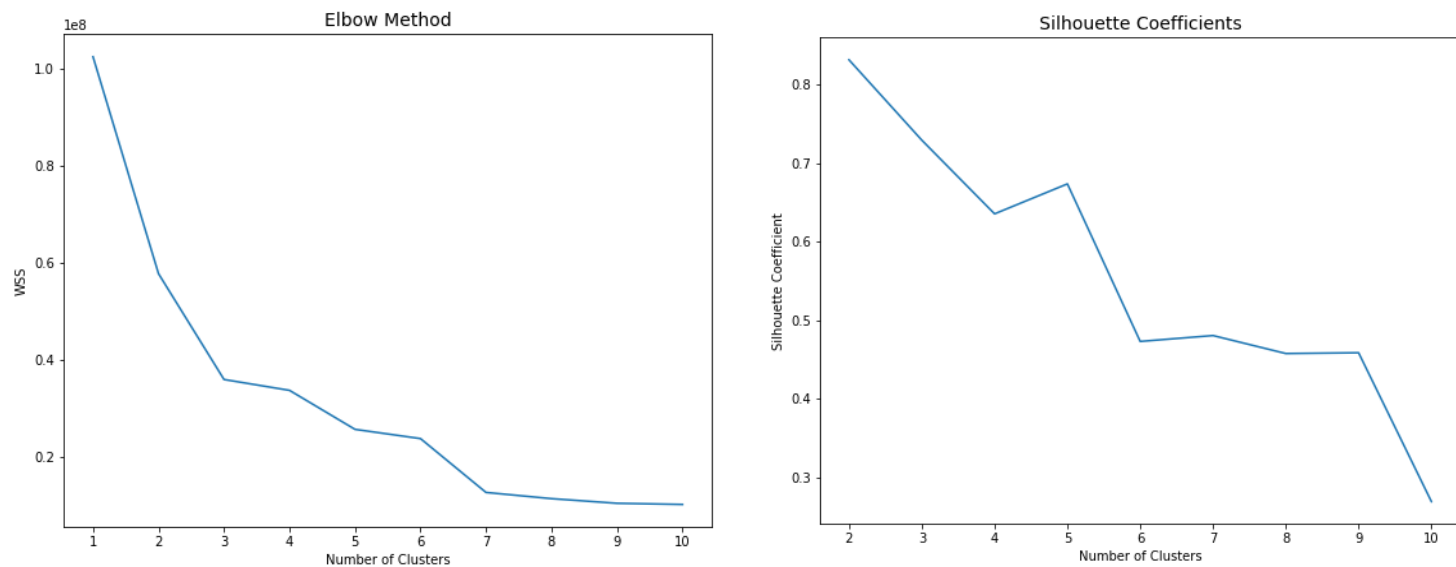 Elbow Method
1e8
1.0
0.8
0.6
0.4
0.2
WSS
1 2 3 4 5 6 7 8 9 10
Number of Clusters
Silhouette Coefficients
0.8
0.7
0.6
0.5
0.4
0.3
Silhouette Coefficient
2 3 4 5 6 7 8 9 10
Number of Clusters